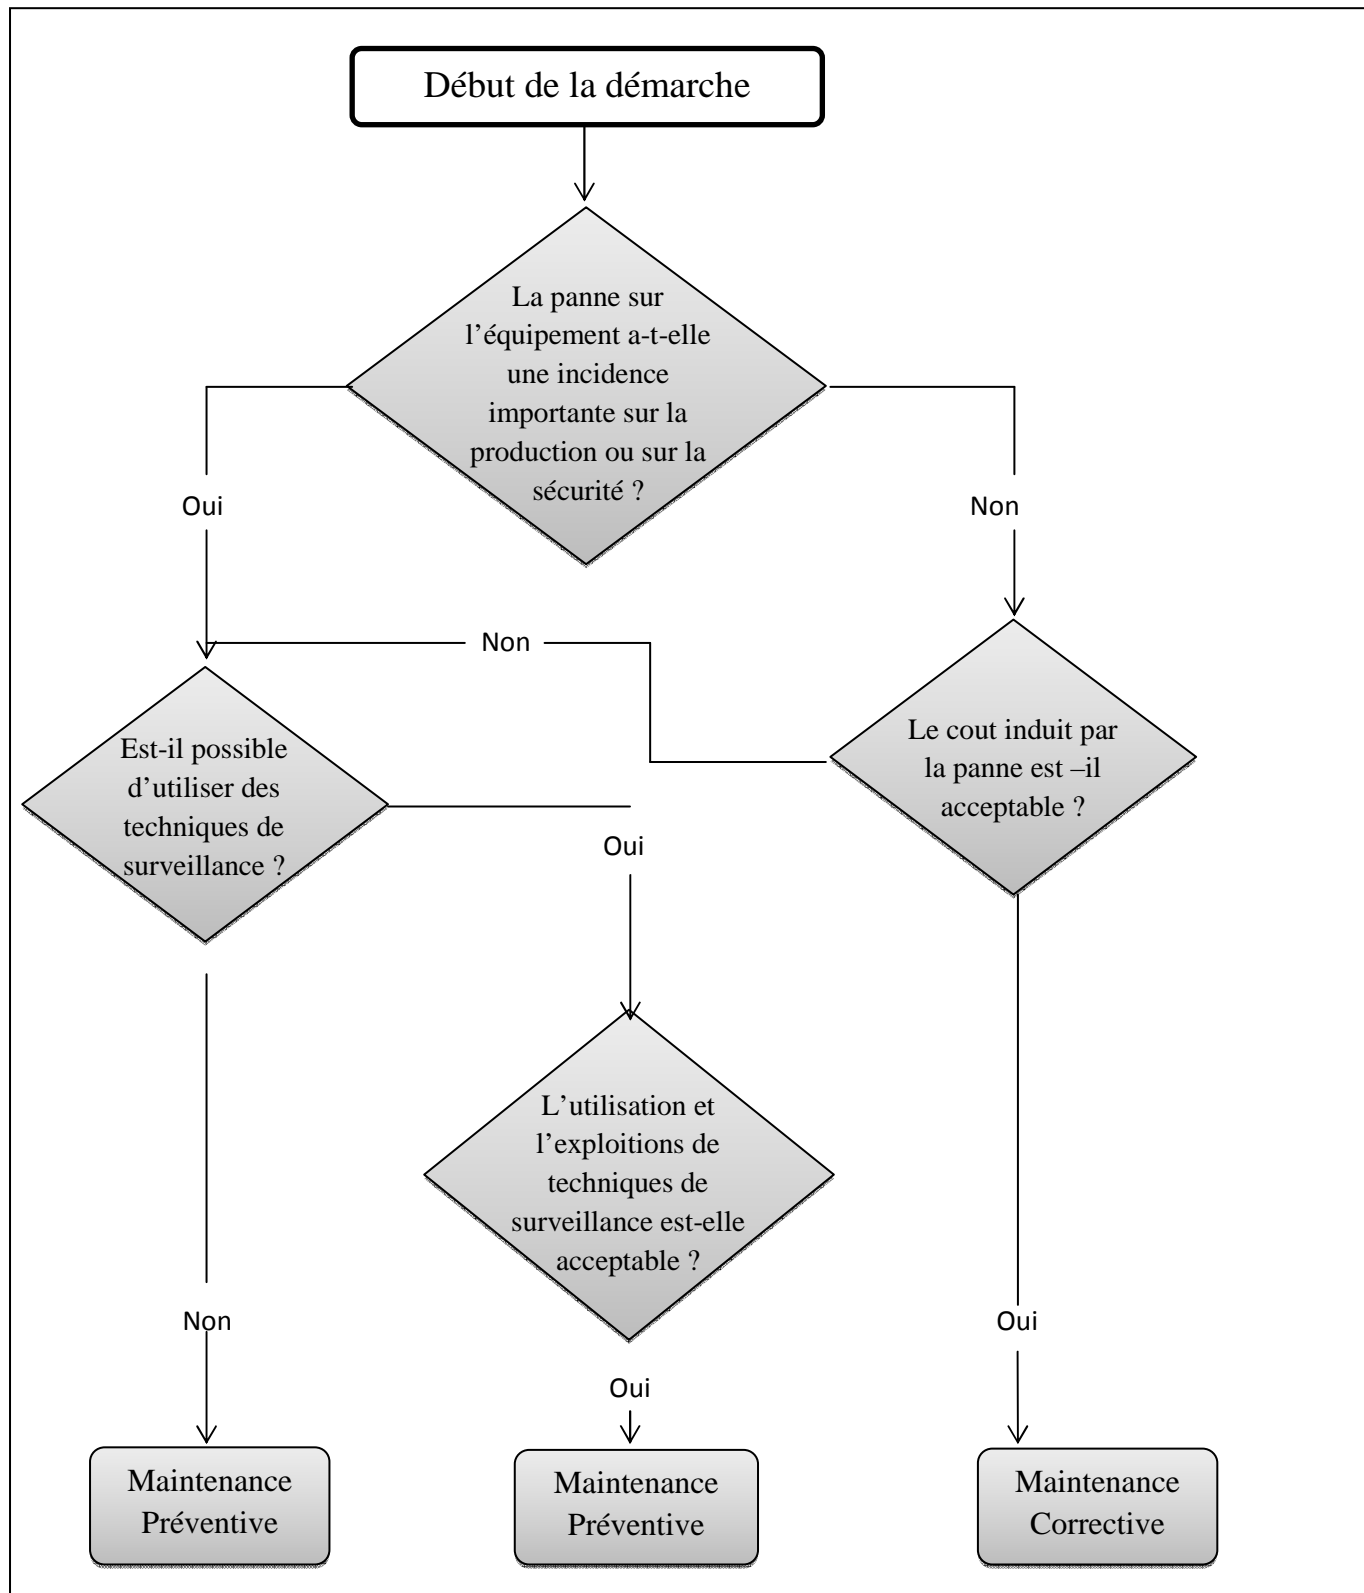 Début de la démarche
La panne sur
l’équipement a-t-elle
une incidence
importante sur la
production ou sur la
sécurité ?
Oui
Non
Non
Est-il possible
d’utiliser des
techniques de
surveillance ?
Le cout induit par
la panne est –il
acceptable ?
Oui
L’utilisation et
l’exploitions de
techniques de
surveillance est-elle
acceptable ?
Non
Oui
Oui
Maintenance
Préventive
Maintenance
Préventive
Maintenance
Corrective